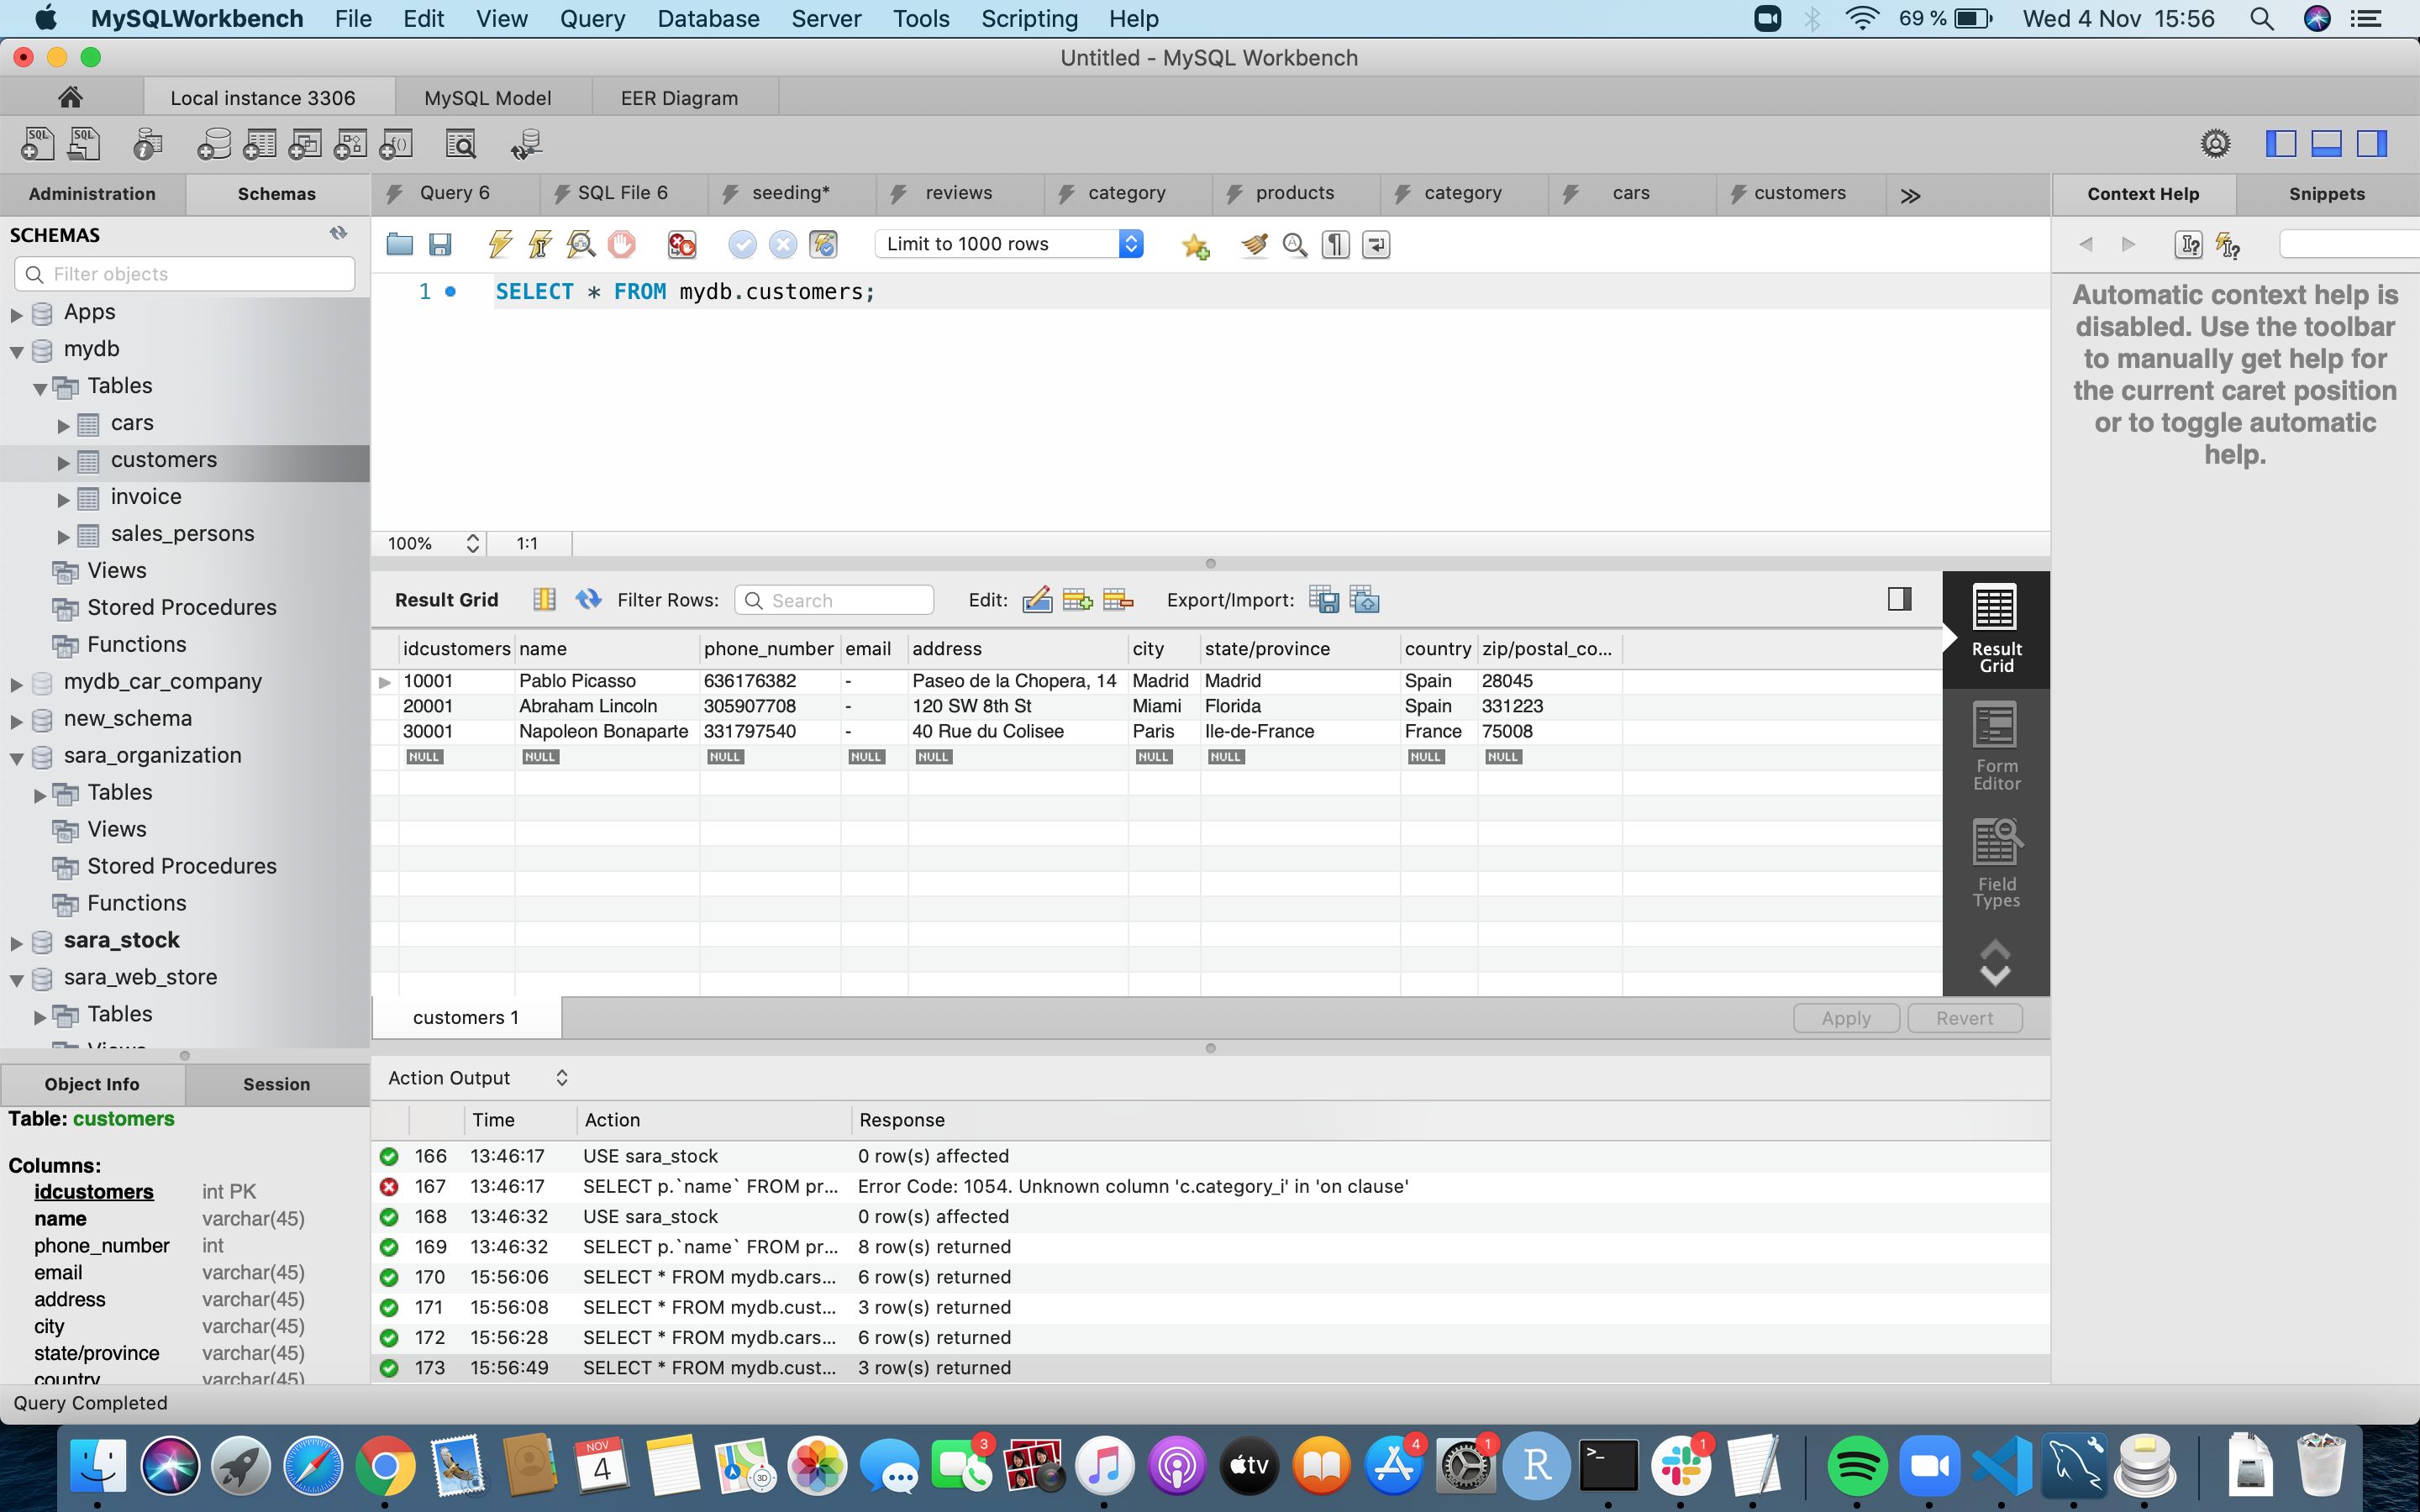 MySQLWorkbench File Edit View Query Database Server Tools Scripting Help 69 % Wed 4 Nov 15:56
Untitled - MySQL Workbench
Local instance 3306 MySQL Model EER Diagram
Administration Schemas Query 6 SQL File 6 seeding* reviews category products category cars customers Context Help Snippets
SCHEMAS
Filter objects
Limit to 1000 rows
1 SELECT * FROM mydb.customers;
Automatic context help is
disabled. Use the toolbar
to manually get help for
the current caret position
or to toggle automatic
help.
Apps
mydb
Tables
cars
customers
invoice
sales_persons
Views
Stored Procedures
Functions
mydb_car_company
new_schema
sara_organization
Tables
Views
Stored Procedures
Functions
sara_stock
sara_web_store
Tables
Views
100% 1:1
Result Grid Filter Rows: Search Edit: Export/Import:
idcustomers name phone_number email address city state/province country zip/postal_co...
10001 Pablo Picasso 636176382 - Paseo de la Chopera, 14 Madrid Madrid Spain 28045
20001 Abraham Lincoln 305907708 - 120 SW 8th St Miami Florida Spain 331223
30001 Napoleon Bonaparte 331797540 - 40 Rue du Colisee Paris Ile-de-France France 75008
NULL NULL NULL NULL NULL NULL NULL NULL NULL
Result
Grid
Form
Editor
Field
Types
customers 1 Apply Revert
Object Info Session
Table: customers
Columns:
idcustomers int PK
name varchar(45)
phone_number int
email varchar(45)
address varchar(45)
city varchar(45)
state/province varchar(45)
country varchar(45)
Action Output
Time Action Response
166 13:46:17 USE sara_stock 0 row(s) affected
167 13:46:17 SELECT p.`name` FROM pr... Error Code: 1054. Unknown column 'c.category_i' in 'on clause'
168 13:46:32 USE sara_stock 0 row(s) affected
169 13:46:32 SELECT p.`name` FROM pr... 8 row(s) returned
170 15:56:06 SELECT * FROM mydb.cars... 6 row(s) returned
171 15:56:08 SELECT * FROM mydb.cust... 3 row(s) returned
172 15:56:28 SELECT * FROM mydb.cars... 6 row(s) returned
173 15:56:49 SELECT * FROM mydb.cust... 3 row(s) returned
Query Completed
NOV
4
3D
3
tv
4
1
R
>_
1